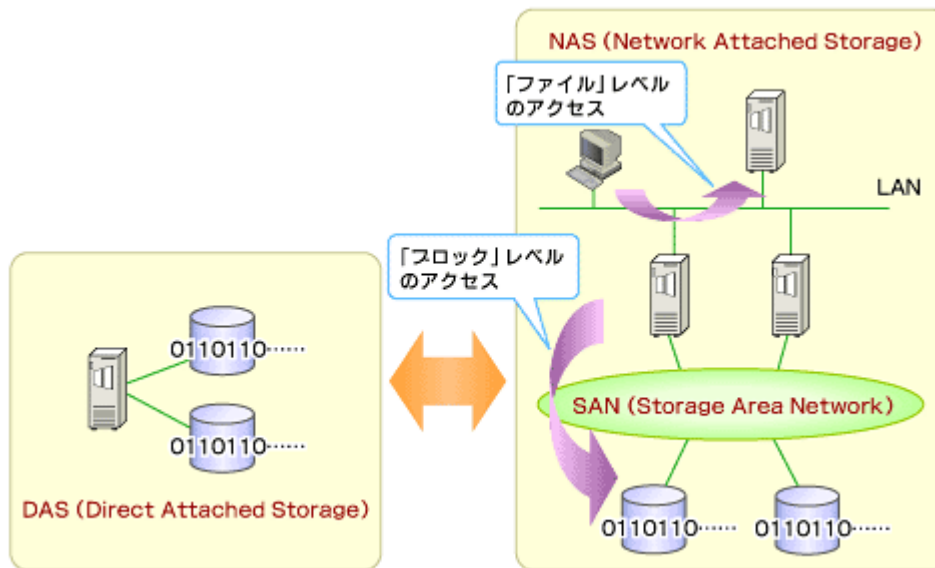 NAS (Network Attached Storage)
「ファイル」レベル
のアクセス
LAN
「ブロック」レベル
のアクセス
0110110……
0110110……
DAS (Direct Attached Storage)
SAN (Storage Area Network)
0110110……
0110110……